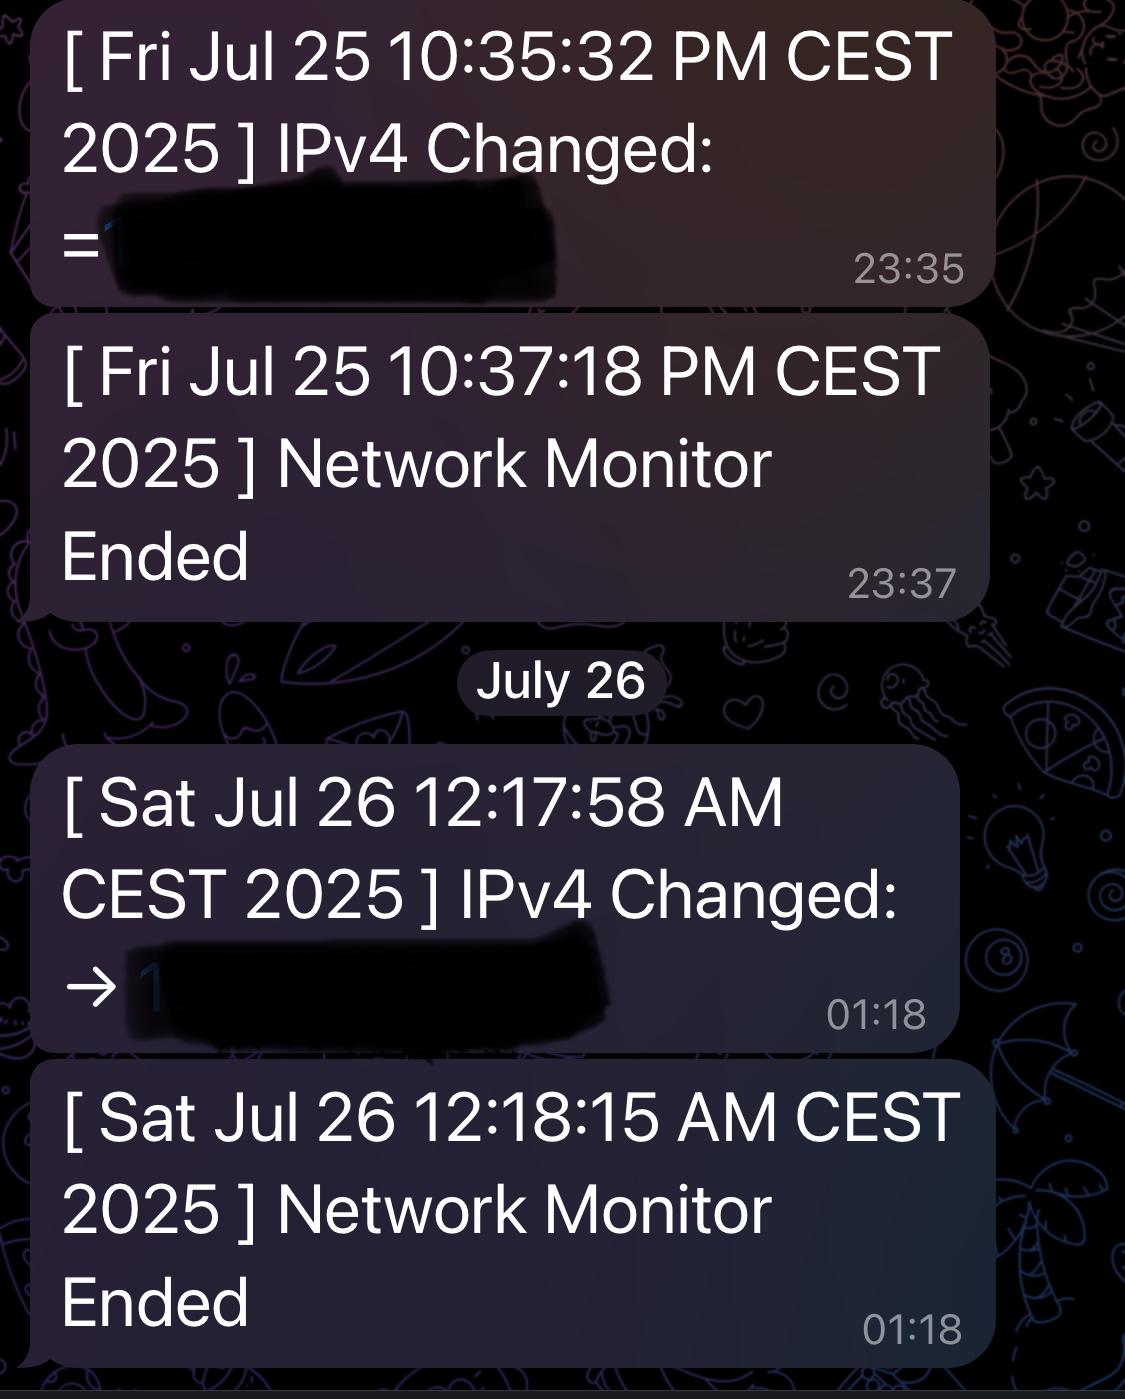 [ Fri Jul 25 10:35:32 PM CEST
2025 ] IPv4 Changed:
=
23:35
[ Fri Jul 25 10:37:18 PM CEST
2025 ] Network Monitor
Ended
23:37
July 26
[ Sat Jul 26 12:17:58 AM
CEST 2025 ] IPv4 Changed:
→ 1
01:18
[ Sat Jul 26 12:18:15 AM CEST
2025 ] Network Monitor
Ended
01:18